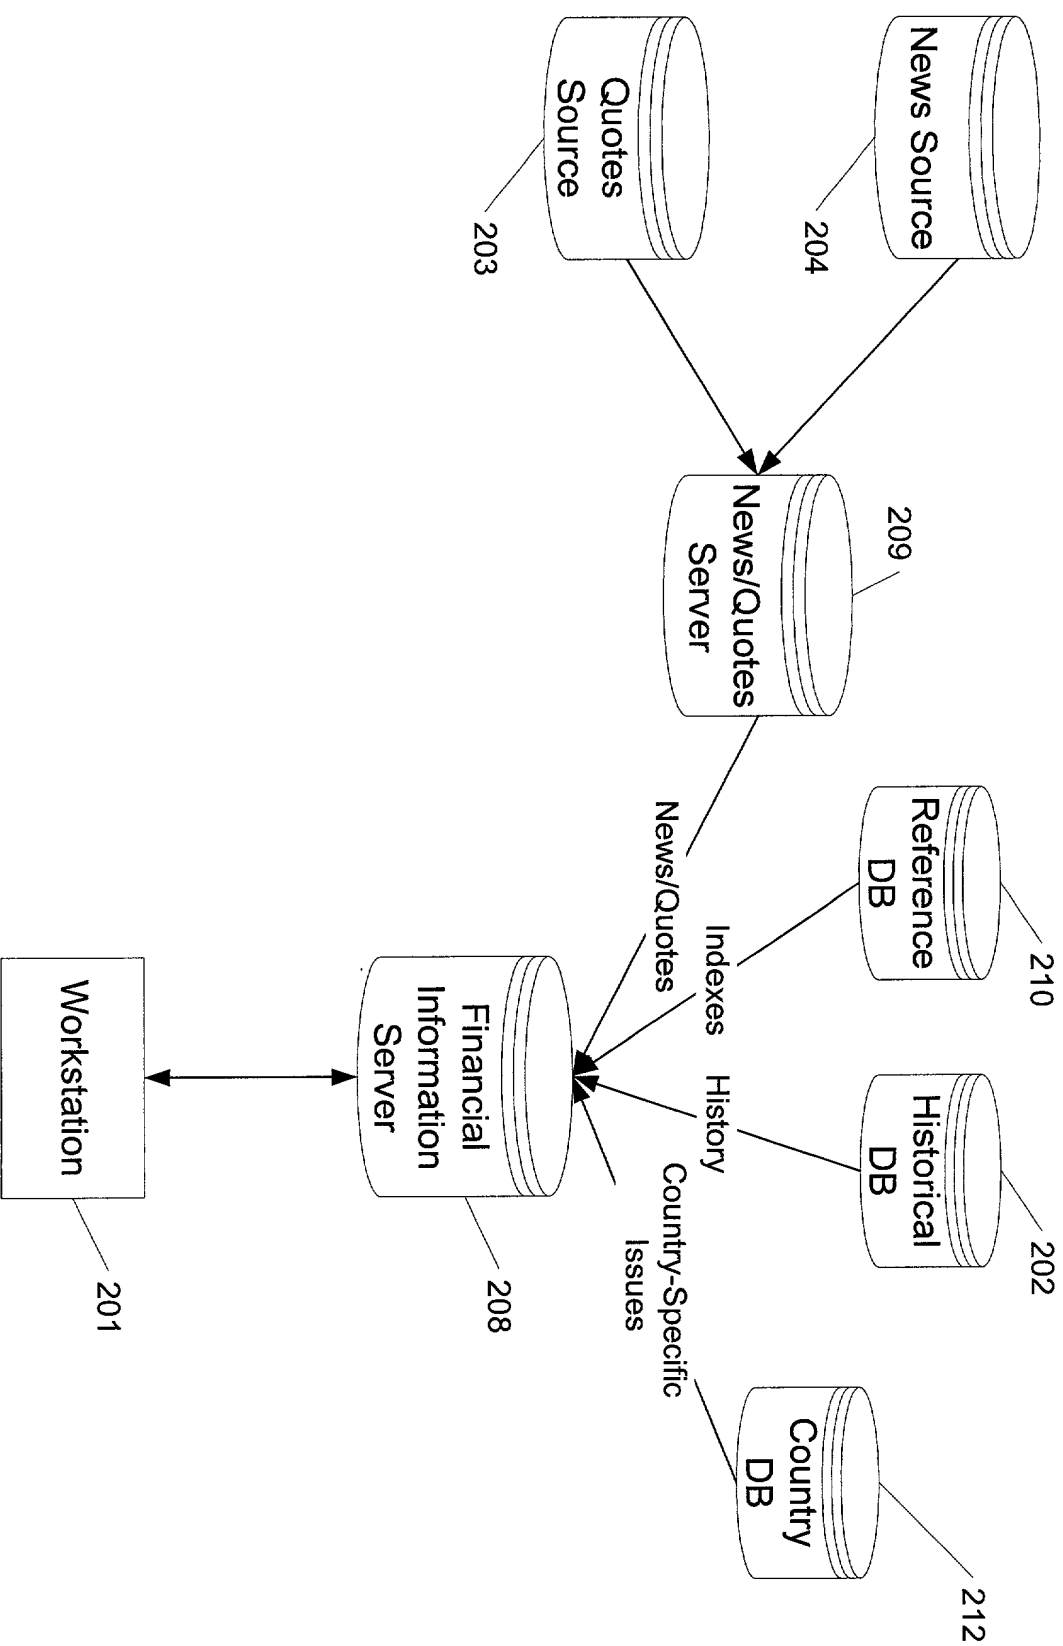 News Source
204
Quotes
Source
203
209
News/Quotes
Server
Reference
DB
210
Historical
DB
202
Country
DB
212
News/Quotes
Indexes
History
Country-Specific
Issues
Financial
Information
Server
208
Workstation
201